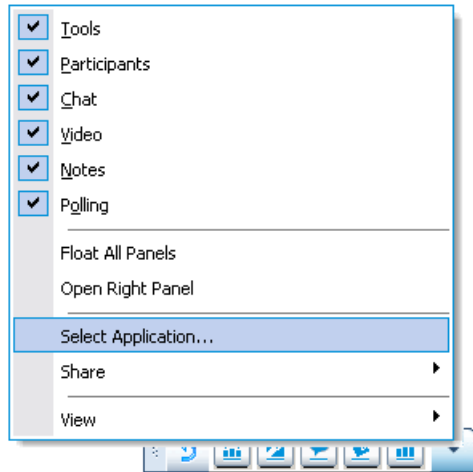 Tools
Participants
Chat
Video
Notes
Polling
Float All Panels
Open Right Panel
Select Application...
Share
View